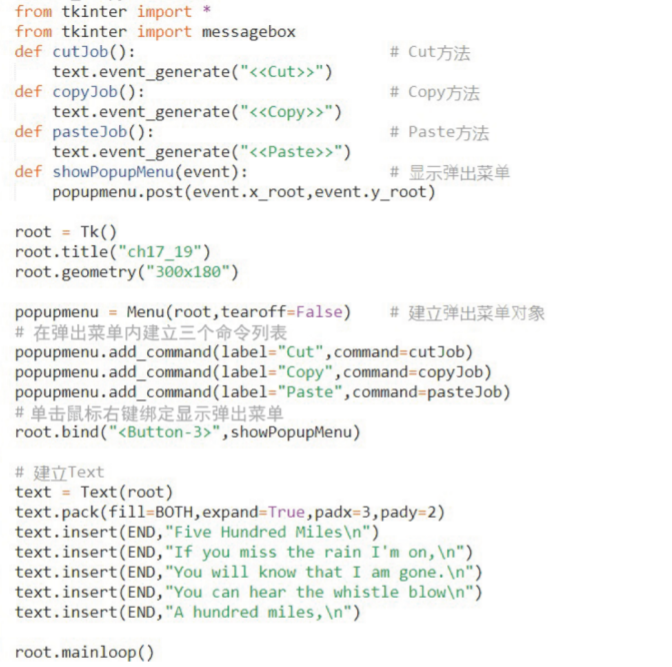 from tkinter import *
from tkinter import messagebox
def cutJob():                            # Cut方法
    text.event_generate("<<Cut>>")
def copyJob():                           # Copy方法
    text.event_generate("<<Copy>>")
def pasteJob():                          # Paste方法
    text.event_generate("<<Paste>>")
def showPopupMenu(event):                # 显示弹出菜单
    popupmenu.post(event.x_root,event.y_root)

root = Tk()
root.title("ch17_19")
root.geometry("300x180")

popupmenu = Menu(root,tearoff=False)     # 建立弹出菜单对象
# 在弹出菜单内建立三个命令列表
popupmenu.add_command(label="Cut",command=cutJob)
popupmenu.add_command(label="Copy",command=copyJob)
popupmenu.add_command(label="Paste",command=pasteJob)
# 单击鼠标右键绑定显示弹出菜单
root.bind("<Button-3>",showPopupMenu)

# 建立Text
text = Text(root)
text.pack(fill=BOTH,expand=True,padx=3,pady=2)
text.insert(END,"Five Hundred Miles\n")
text.insert(END,"If you miss the rain I'm on,\n")
text.insert(END,"You will know that I am gone.\n")
text.insert(END,"You can hear the whistle blow\n")
text.insert(END,"A hundred miles,\n")

root.mainloop()